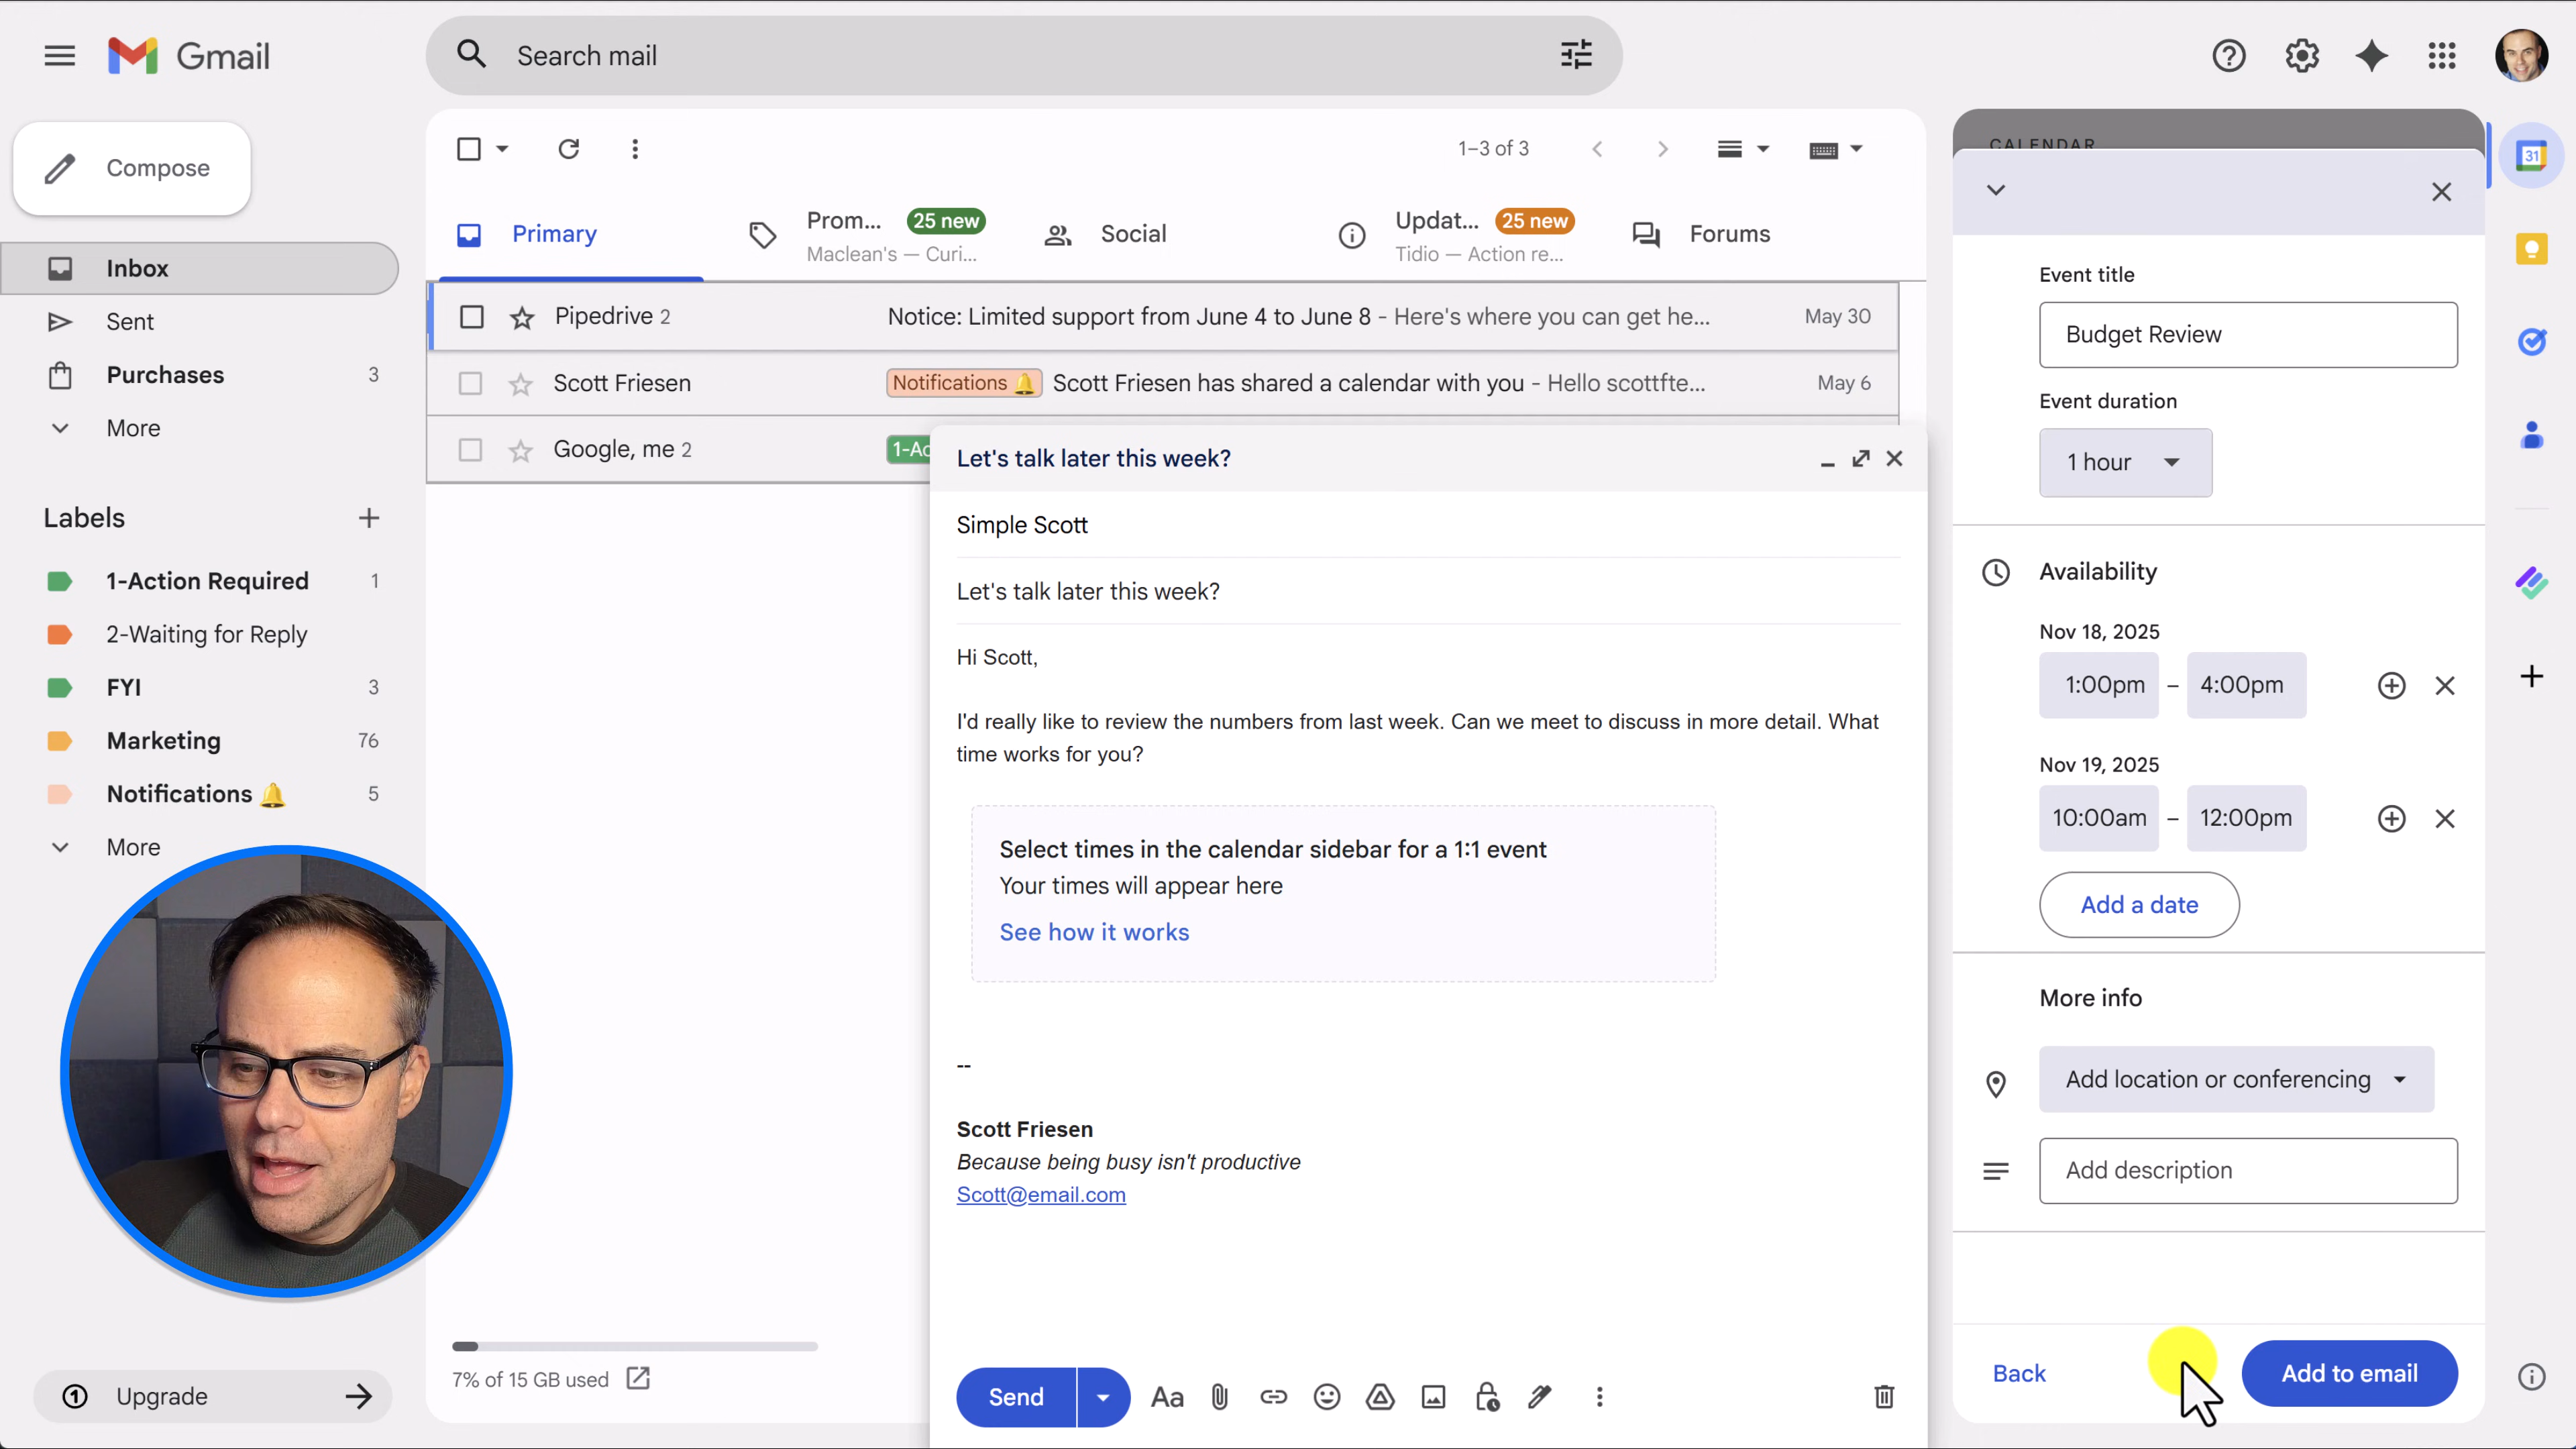 Gmail
Search mail
Compose
Inbox
Sent
Purchases 3
More
Labels
1-Action Required 1
2-Waiting for Reply
FYI 3
Marketing 76
Notifications 🔔 5
More
Upgrade
1–3 of 3
Primary
Prom... 25 new
Maclean's — Curi...
Social
Updat... 25 new
Tidio — Action re...
Forums
Pipedrive 2 Notice: Limited support from June 4 to June 8 - Here's where you can get he... May 30
Scott Friesen Notifications 🔔 Scott Friesen has shared a calendar with you - Hello scottfte... May 6
Google, me 2 1-Ac
7% of 15 GB used
Let's talk later this week?
Simple Scott
Let's talk later this week?
Hi Scott,
I'd really like to review the numbers from last week. Can we meet to discuss in more detail. What
time works for you?
Select times in the calendar sidebar for a 1:1 event
Your times will appear here
See how it works
--
Scott Friesen
Because being busy isn't productive
Scott@email.com
Send
Aa
CALENDAR
Event title
Budget Review
Event duration
1 hour
Availability
Nov 18, 2025
1:00pm – 4:00pm
Nov 19, 2025
10:00am – 12:00pm
Add a date
More info
Add location or conferencing
Add description
Back
Add to email
31